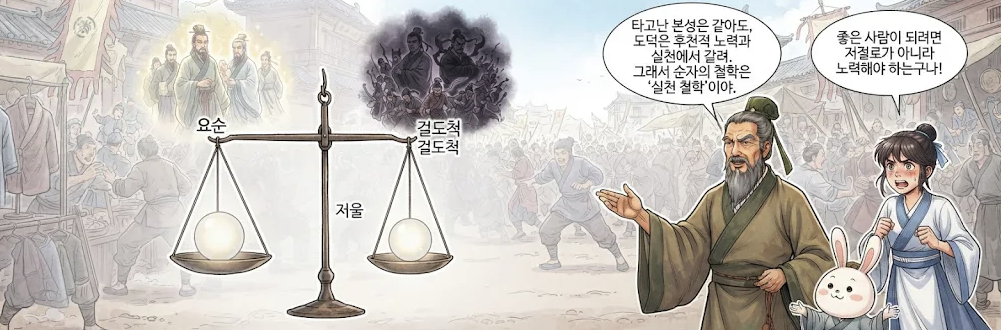 요순
걸도척
걸도척
저울
타고난 본성은 같아도,
도덕은 후천적 노력과
실천에서 갈려.
그래서 순자의 철학은
'실천 철학'이야.
좋은 사람이 되려면
저절로가 아니라
노력해야 하는구나!